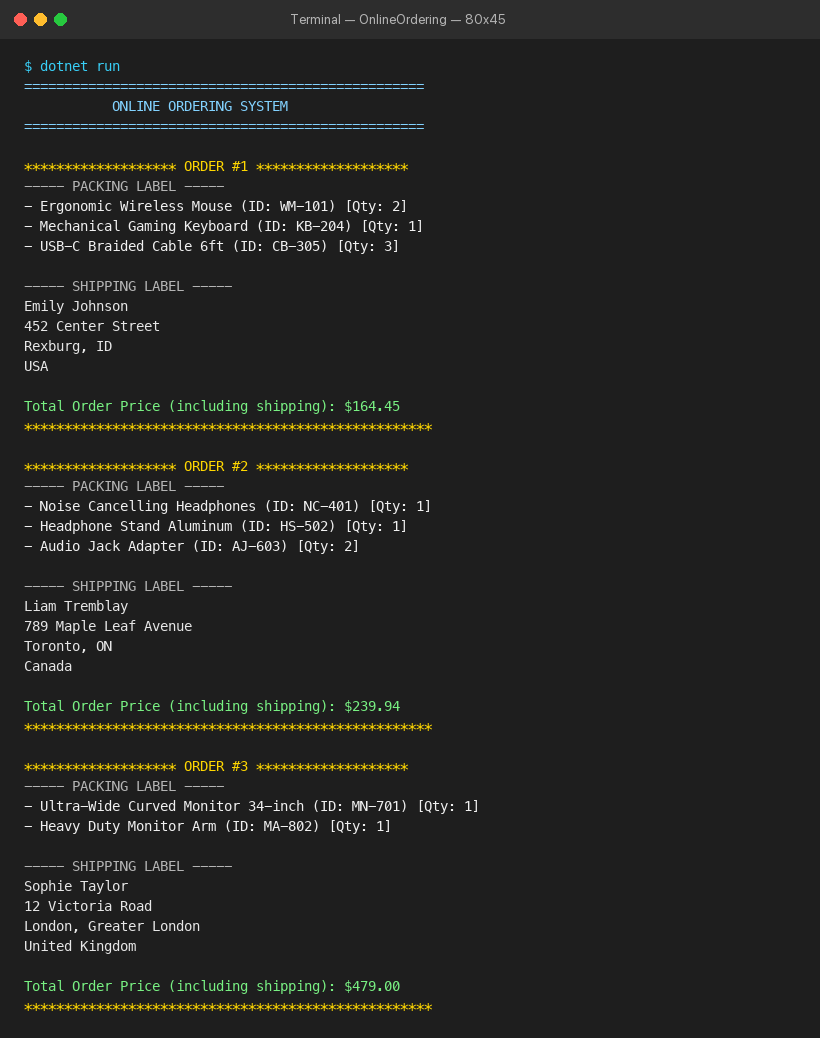 Terminal — OnlineOrdering — 80x45
$ dotnet run
==================================================
ONLINE ORDERING SYSTEM
==================================================
******************* ORDER #1 *******************
----- PACKING LABEL -----
- Ergonomic Wireless Mouse (ID: WM-101) [Qty: 2]
- Mechanical Gaming Keyboard (ID: KB-204) [Qty: 1]
- USB-C Braided Cable 6ft (ID: CB-305) [Qty: 3]
----- SHIPPING LABEL -----
Emily Johnson
452 Center Street
Rexburg, ID
USA
Total Order Price (including shipping): $164.45
***************************************************
******************* ORDER #2 *******************
----- PACKING LABEL -----
- Noise Cancelling Headphones (ID: NC-401) [Qty: 1]
- Headphone Stand Aluminum (ID: HS-502) [Qty: 1]
- Audio Jack Adapter (ID: AJ-603) [Qty: 2]
----- SHIPPING LABEL -----
Liam Tremblay
789 Maple Leaf Avenue
Toronto, ON
Canada
Total Order Price (including shipping): $239.94
***************************************************
******************* ORDER #3 *******************
----- PACKING LABEL -----
- Ultra-Wide Curved Monitor 34-inch (ID: MN-701) [Qty: 1]
- Heavy Duty Monitor Arm (ID: MA-802) [Qty: 1]
----- SHIPPING LABEL -----
Sophie Taylor
12 Victoria Road
London, Greater London
United Kingdom
Total Order Price (including shipping): $479.00
***************************************************